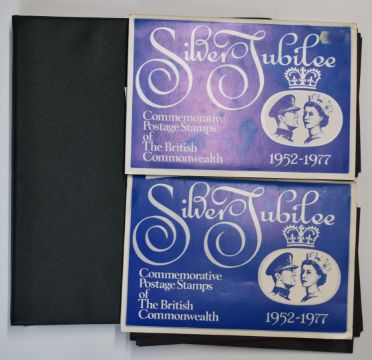 Silver Jubilee
Commemorative
Postage Stamps
of
The British
Commonwealth
1952-1977
Silver Jubilee
Commemorative
Postage Stamps
of
The British
Commonwealth
1952-1977